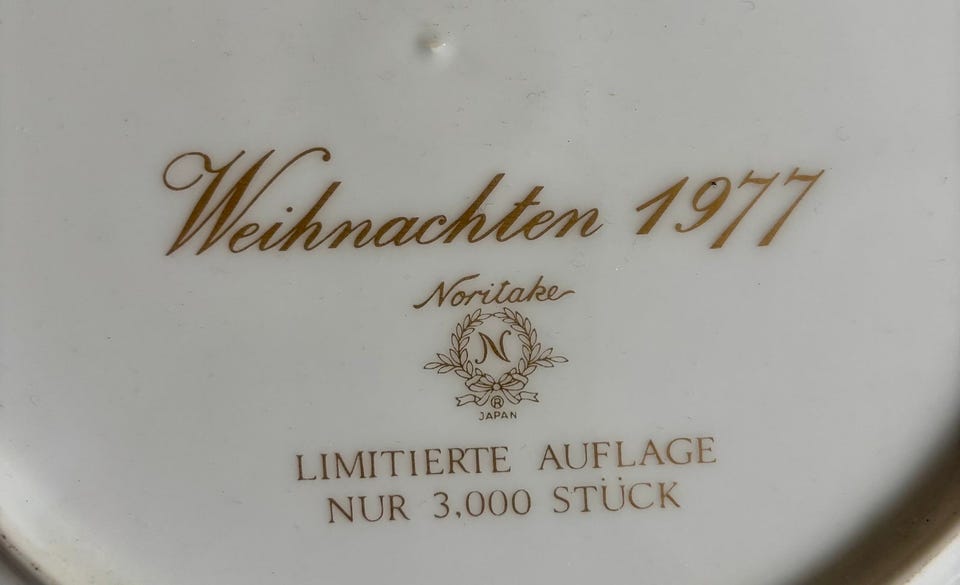 Weihnachten 1977
Noritake
N
®
JAPAN
LIMITIERTE AUFLAGE
NUR 3,000 STÜCK